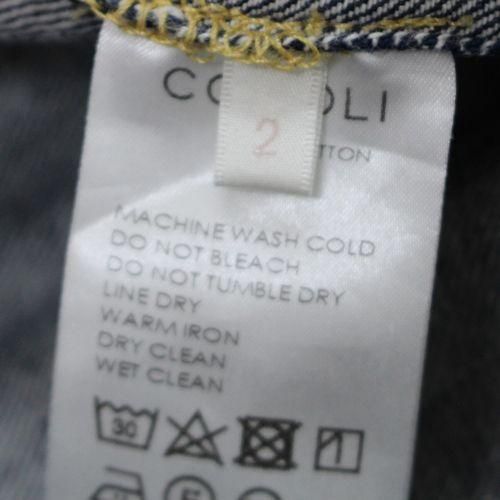 2
MACHINE WASH COLD
DO NOT BLEACH
DO NOT TUMBLE DRY
LINE DRY
WARM IRON
DRY CLEAN
WET CLEAN
30